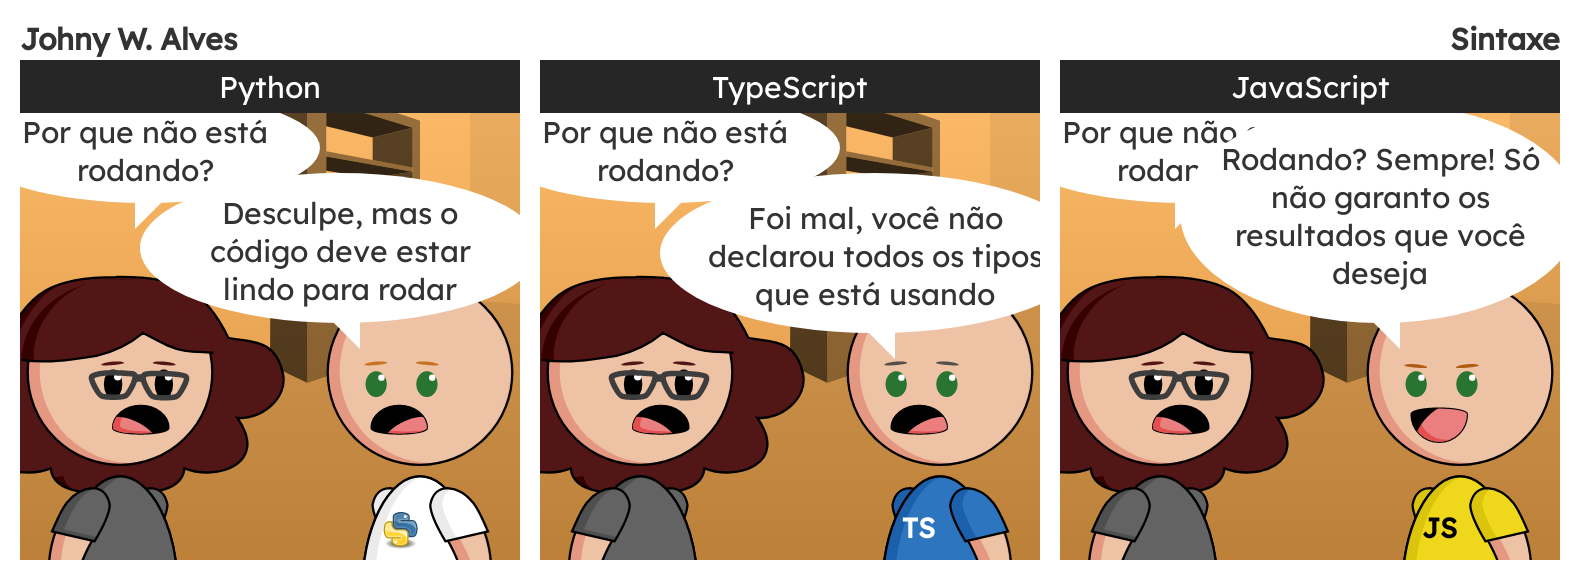 Johny W. Alves
Sintaxe
Python
Por que não está
rodando?
Desculpe, mas o
código deve estar
lindo para rodar
TypeScript
Por que não está
rodando?
Foi mal, você não
declarou todos os tipos
que está usando
TS
JavaScript
Por que não
rodar
Rodando? Sempre! Só
não garanto os
resultados que você
deseja
JS